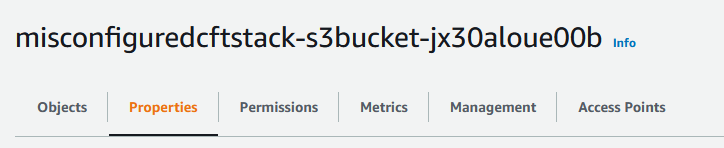 misconfiguredcftstack-s3bucket-jx30aloue00b Info
Objects Properties Permissions Metrics Management Access Points